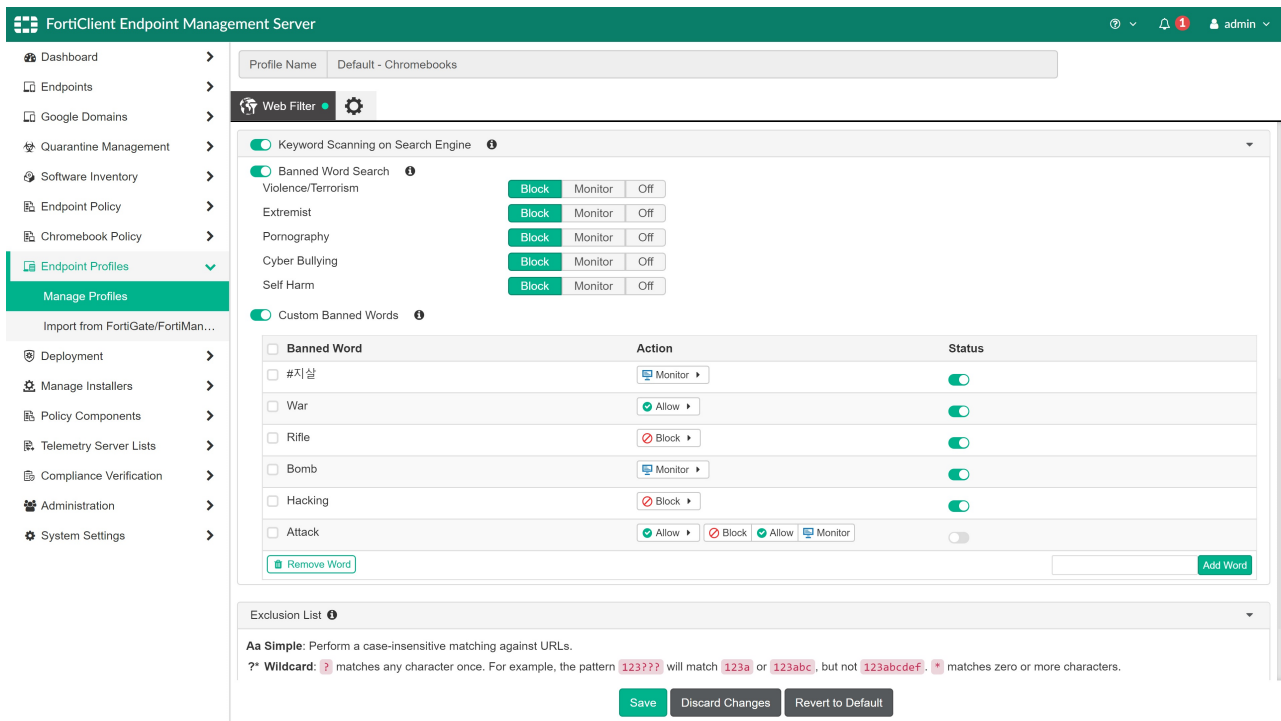 FortiClient Endpoint Management Server
1
admin
Dashboard
Endpoints
Google Domains
Quarantine Management
Software Inventory
Endpoint Policy
Chromebook Policy
Endpoint Profiles
Manage Profiles
Import from FortiGate/FortiMan...
Deployment
Manage Installers
Policy Components
Telemetry Server Lists
Compliance Verification
Administration
System Settings
Profile Name Default - Chromebooks
Web Filter
Keyword Scanning on Search Engine
Banned Word Search
Violence/Terrorism Block Monitor Off
Extremist Block Monitor Off
Pornography Block Monitor Off
Cyber Bullying Block Monitor Off
Self Harm Block Monitor Off
Custom Banned Words
Banned Word Action Status
#지살 Monitor
War Allow
Rifle Block
Bomb Monitor
Hacking Block
Attack Allow Block Allow Monitor
Remove Word Add Word
Exclusion List
Aa Simple: Perform a case-insensitive matching against URLs.
?* Wildcard: ? matches any character once. For example, the pattern 123??? will match 123a or 123abc, but not 123abcdef. * matches zero or more characters.
Save Discard Changes Revert to Default